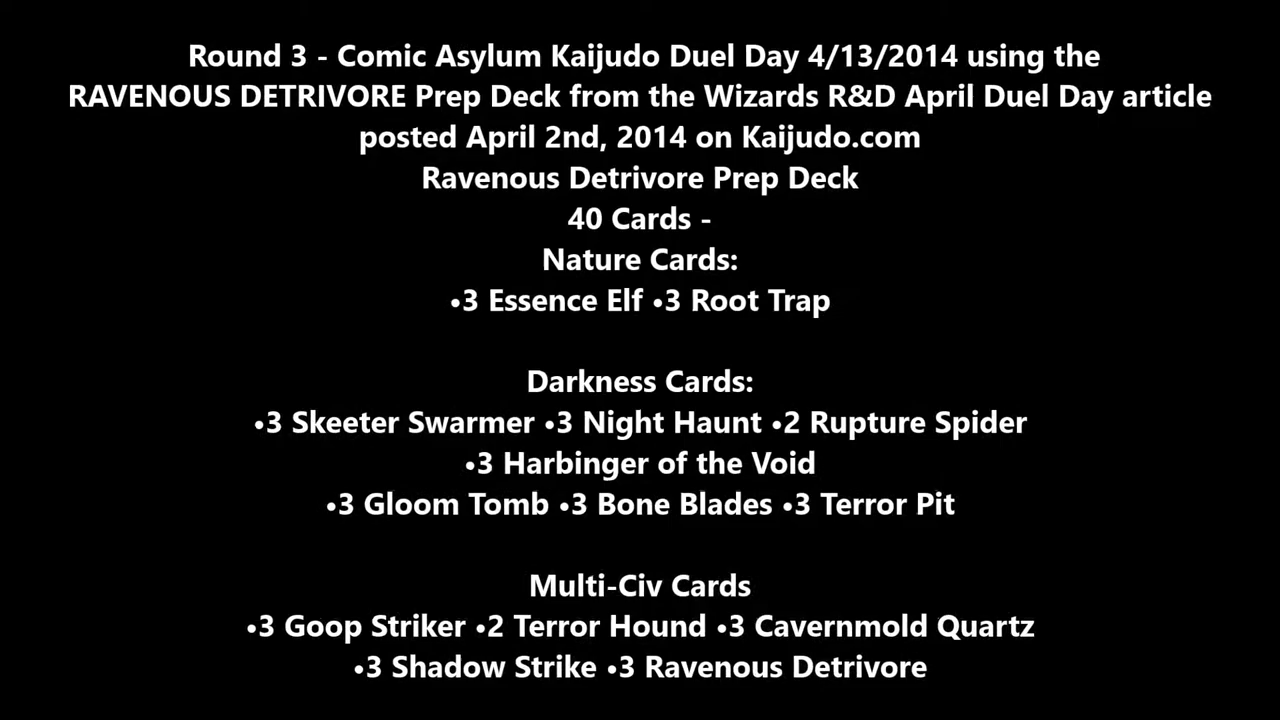 Round 3 - Comic Asylum Kaijudo Duel Day 4/13/2014 using the
RAVENOUS DETRIVORE Prep Deck from the Wizards R&D April Duel Day article
posted April 2nd, 2014 on Kaijudo.com
Ravenous Detrivore Prep Deck
40 Cards -
Nature Cards:
•3 Essence Elf •3 Root Trap
Darkness Cards:
•3 Skeeter Swarmer •3 Night Haunt •2 Rupture Spider
•3 Harbinger of the Void
•3 Gloom Tomb •3 Bone Blades •3 Terror Pit
Multi-Civ Cards
•3 Goop Striker •2 Terror Hound •3 Cavernmold Quartz
•3 Shadow Strike •3 Ravenous Detrivore